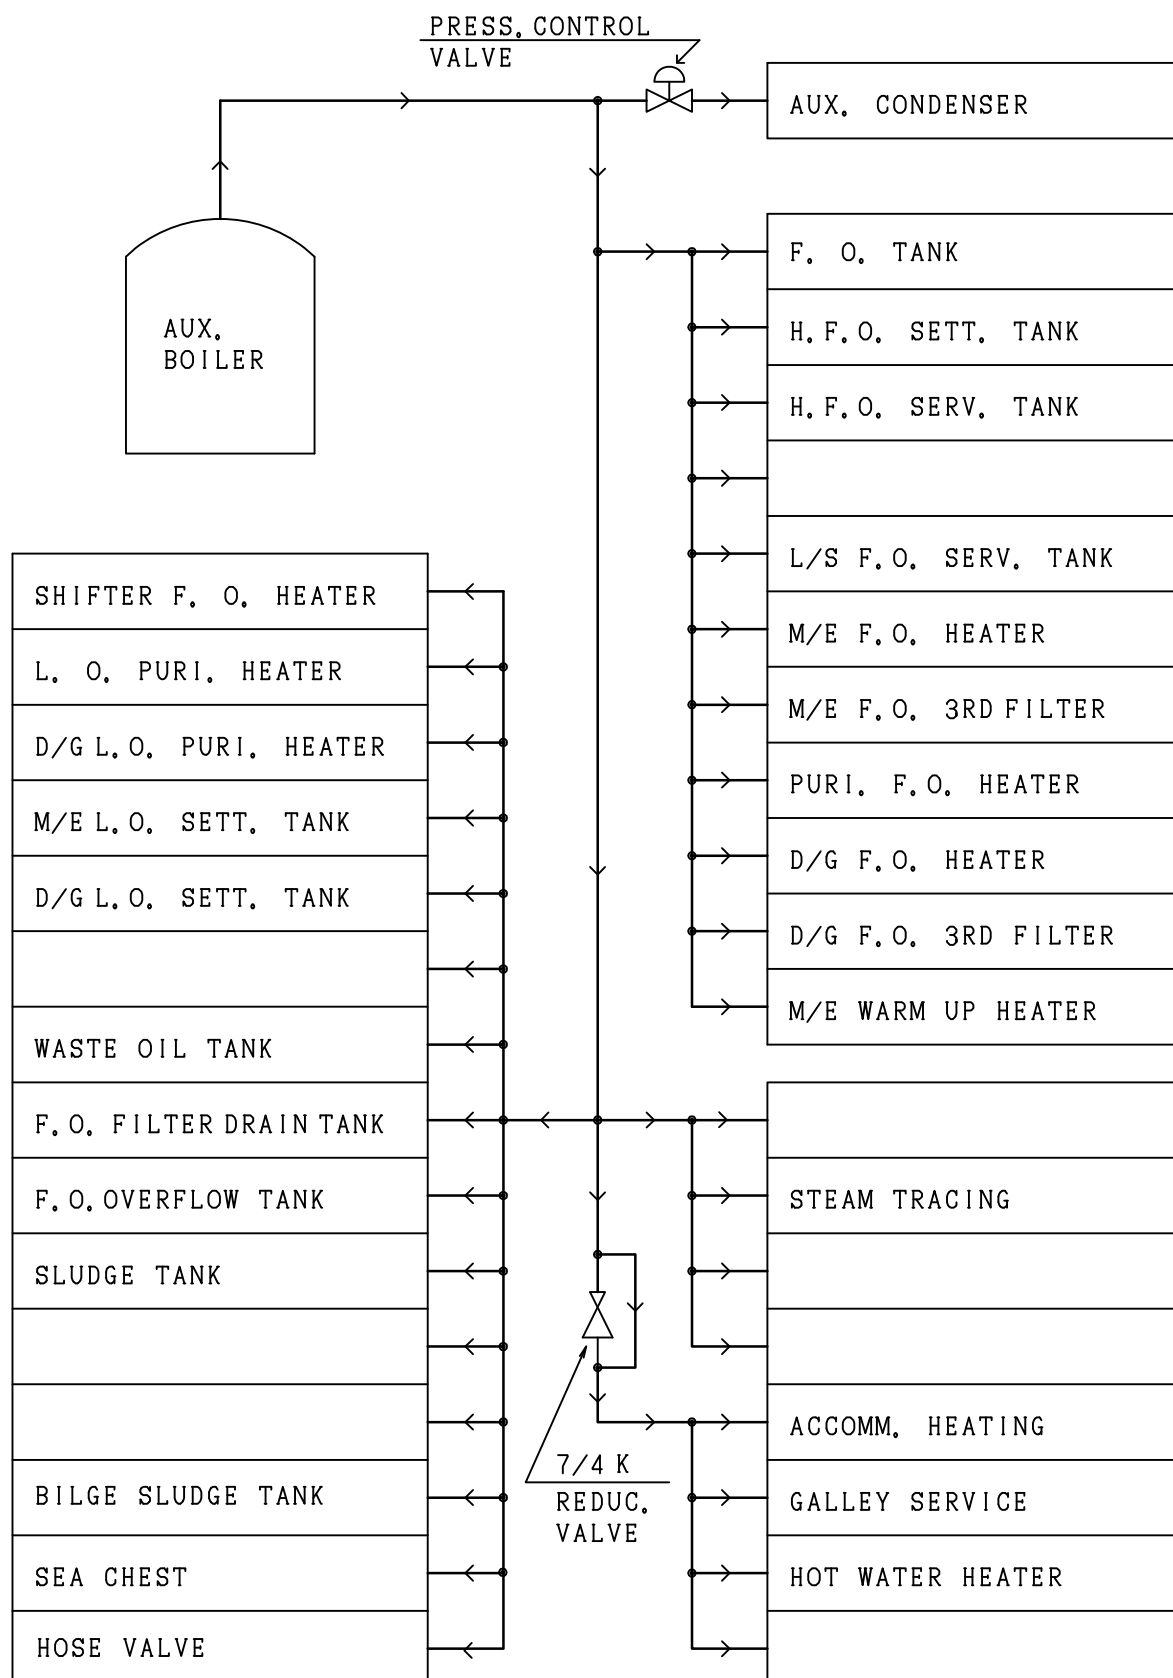 PRESS. CONTROL
VALVE
AUX. CONDENSER
AUX.
BOILER
F. O. TANK
H.F.O. SETT. TANK
H.F.O. SERV. TANK
L/S F.O. SERV. TANK
M/E F.O. HEATER
M/E F.O. 3RD FILTER
PURI. F.O. HEATER
D/G F.O. HEATER
D/G F.O. 3RD FILTER
M/E WARM UP HEATER
SHIFTER F. O. HEATER
L. O. PURI. HEATER
D/G L.O. PURI. HEATER
M/E L.O. SETT. TANK
D/G L.O. SETT. TANK
WASTE OIL TANK
F.O. FILTER DRAIN TANK
F.O. OVERFLOW TANK
SLUDGE TANK
BILGE SLUDGE TANK
SEA CHEST
HOSE VALVE
STEAM TRACING
7/4 K
REDUC.
VALVE
ACCOMM. HEATING
GALLEY SERVICE
HOT WATER HEATER